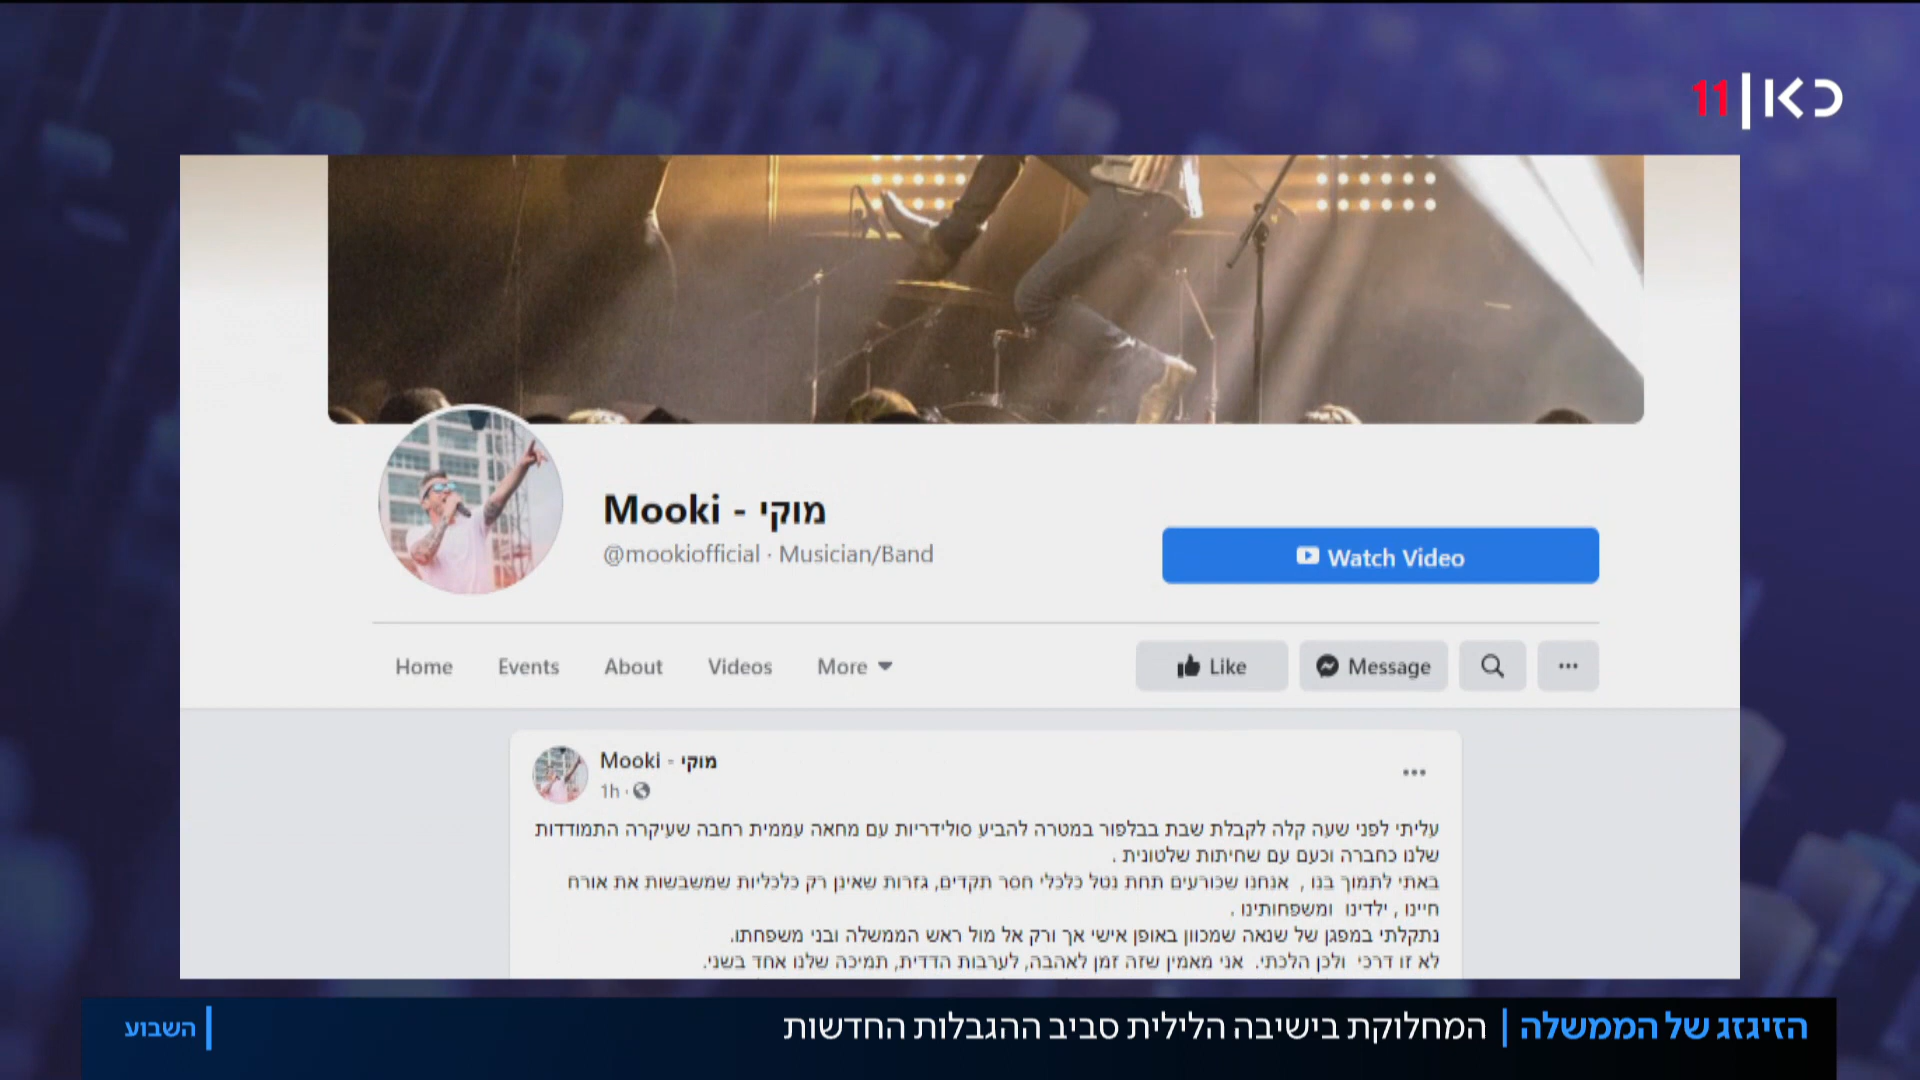 כאן|11
Mooki - מוקי
@mookiofficial · Musician/Band
Watch Video
Home
Events
About
Videos
More
Like
Message
Mooki - מוקי
1h ·
עליתי לפני שעה קלה לקבלת שבת בבלפור במטרה להביע סולידריות עם מחאה עממית רחבה שעיקרה התמודדות
שלנו כחברה וכעם עם שחיתות שלטונית .
באתי לתמוך בנו , אנחנו שכורעים תחת נטל כלכלי חסר תקדים, גזרות שאינן רק כלכליות שמשבשות את אורח
חיינו , ילדינו ומשפחותינו .
נתקלתי במפגן של שנאה שמכוון באופן אישי אך ורק אל מול ראש הממשלה ובני משפחתו.
לא זו דרכי ולכן הלכתי. אני מאמין שזה זמן לאהבה, לערבות הדדית, תמיכה שלנו אחד בשני.
הזיגזג של הממשלה | המחלוקת בישיבה הלילית סביב ההגבלות החדשות
השבוע